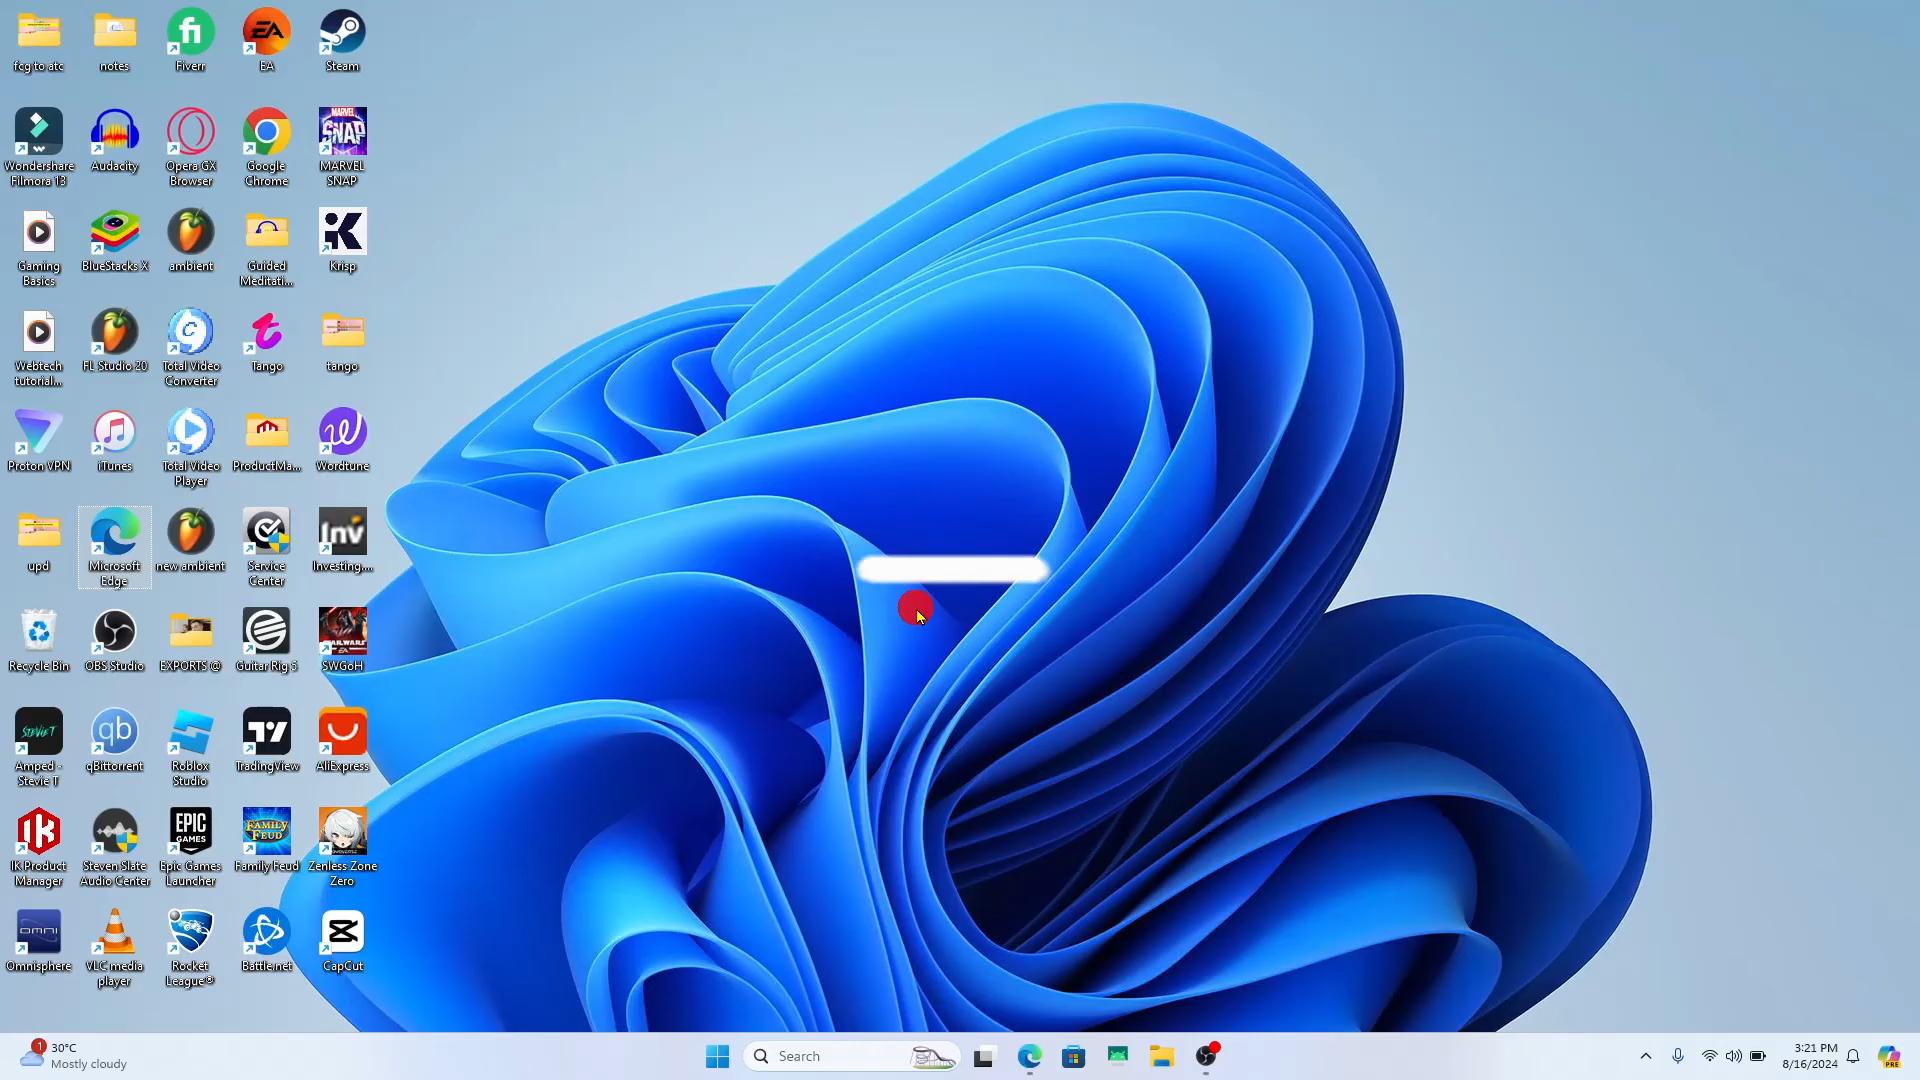 fcg to atc
notes
Fiverr
EA
Steam
Wondershare
Filmora 13
Audacity
Opera GX
Browser
Google
Chrome
MARVEL
SNAP
Gaming
Basics
BlueStacks X
ambient
Guided
Meditati...
Krisp
Webtech
tutorial...
FL Studio 20
Total Video
Converter
Tango
tango
Proton VPN
iTunes
Total Video
Player
ProductMa...
Wordtune
upd
Microsoft
Edge
new ambient
Service
Center
Investing....
Recycle Bin
OBS Studio
EXPORTS @
Guitar Rig 5
SWGoH
Amped -
Stevie T
qBittorrent
Roblox
Studio
TradingView
AliExpress
IK Product
Manager
Steven Slate
Audio Center
Epic Games
Launcher
Family Feud
Zenless Zone
Zero
Omnisphere
VLC media
player
Rocket
League®
Battle.net
CapCut
1
30°C
Mostly cloudy
Search
3:21 PM
8/16/2024
PRE